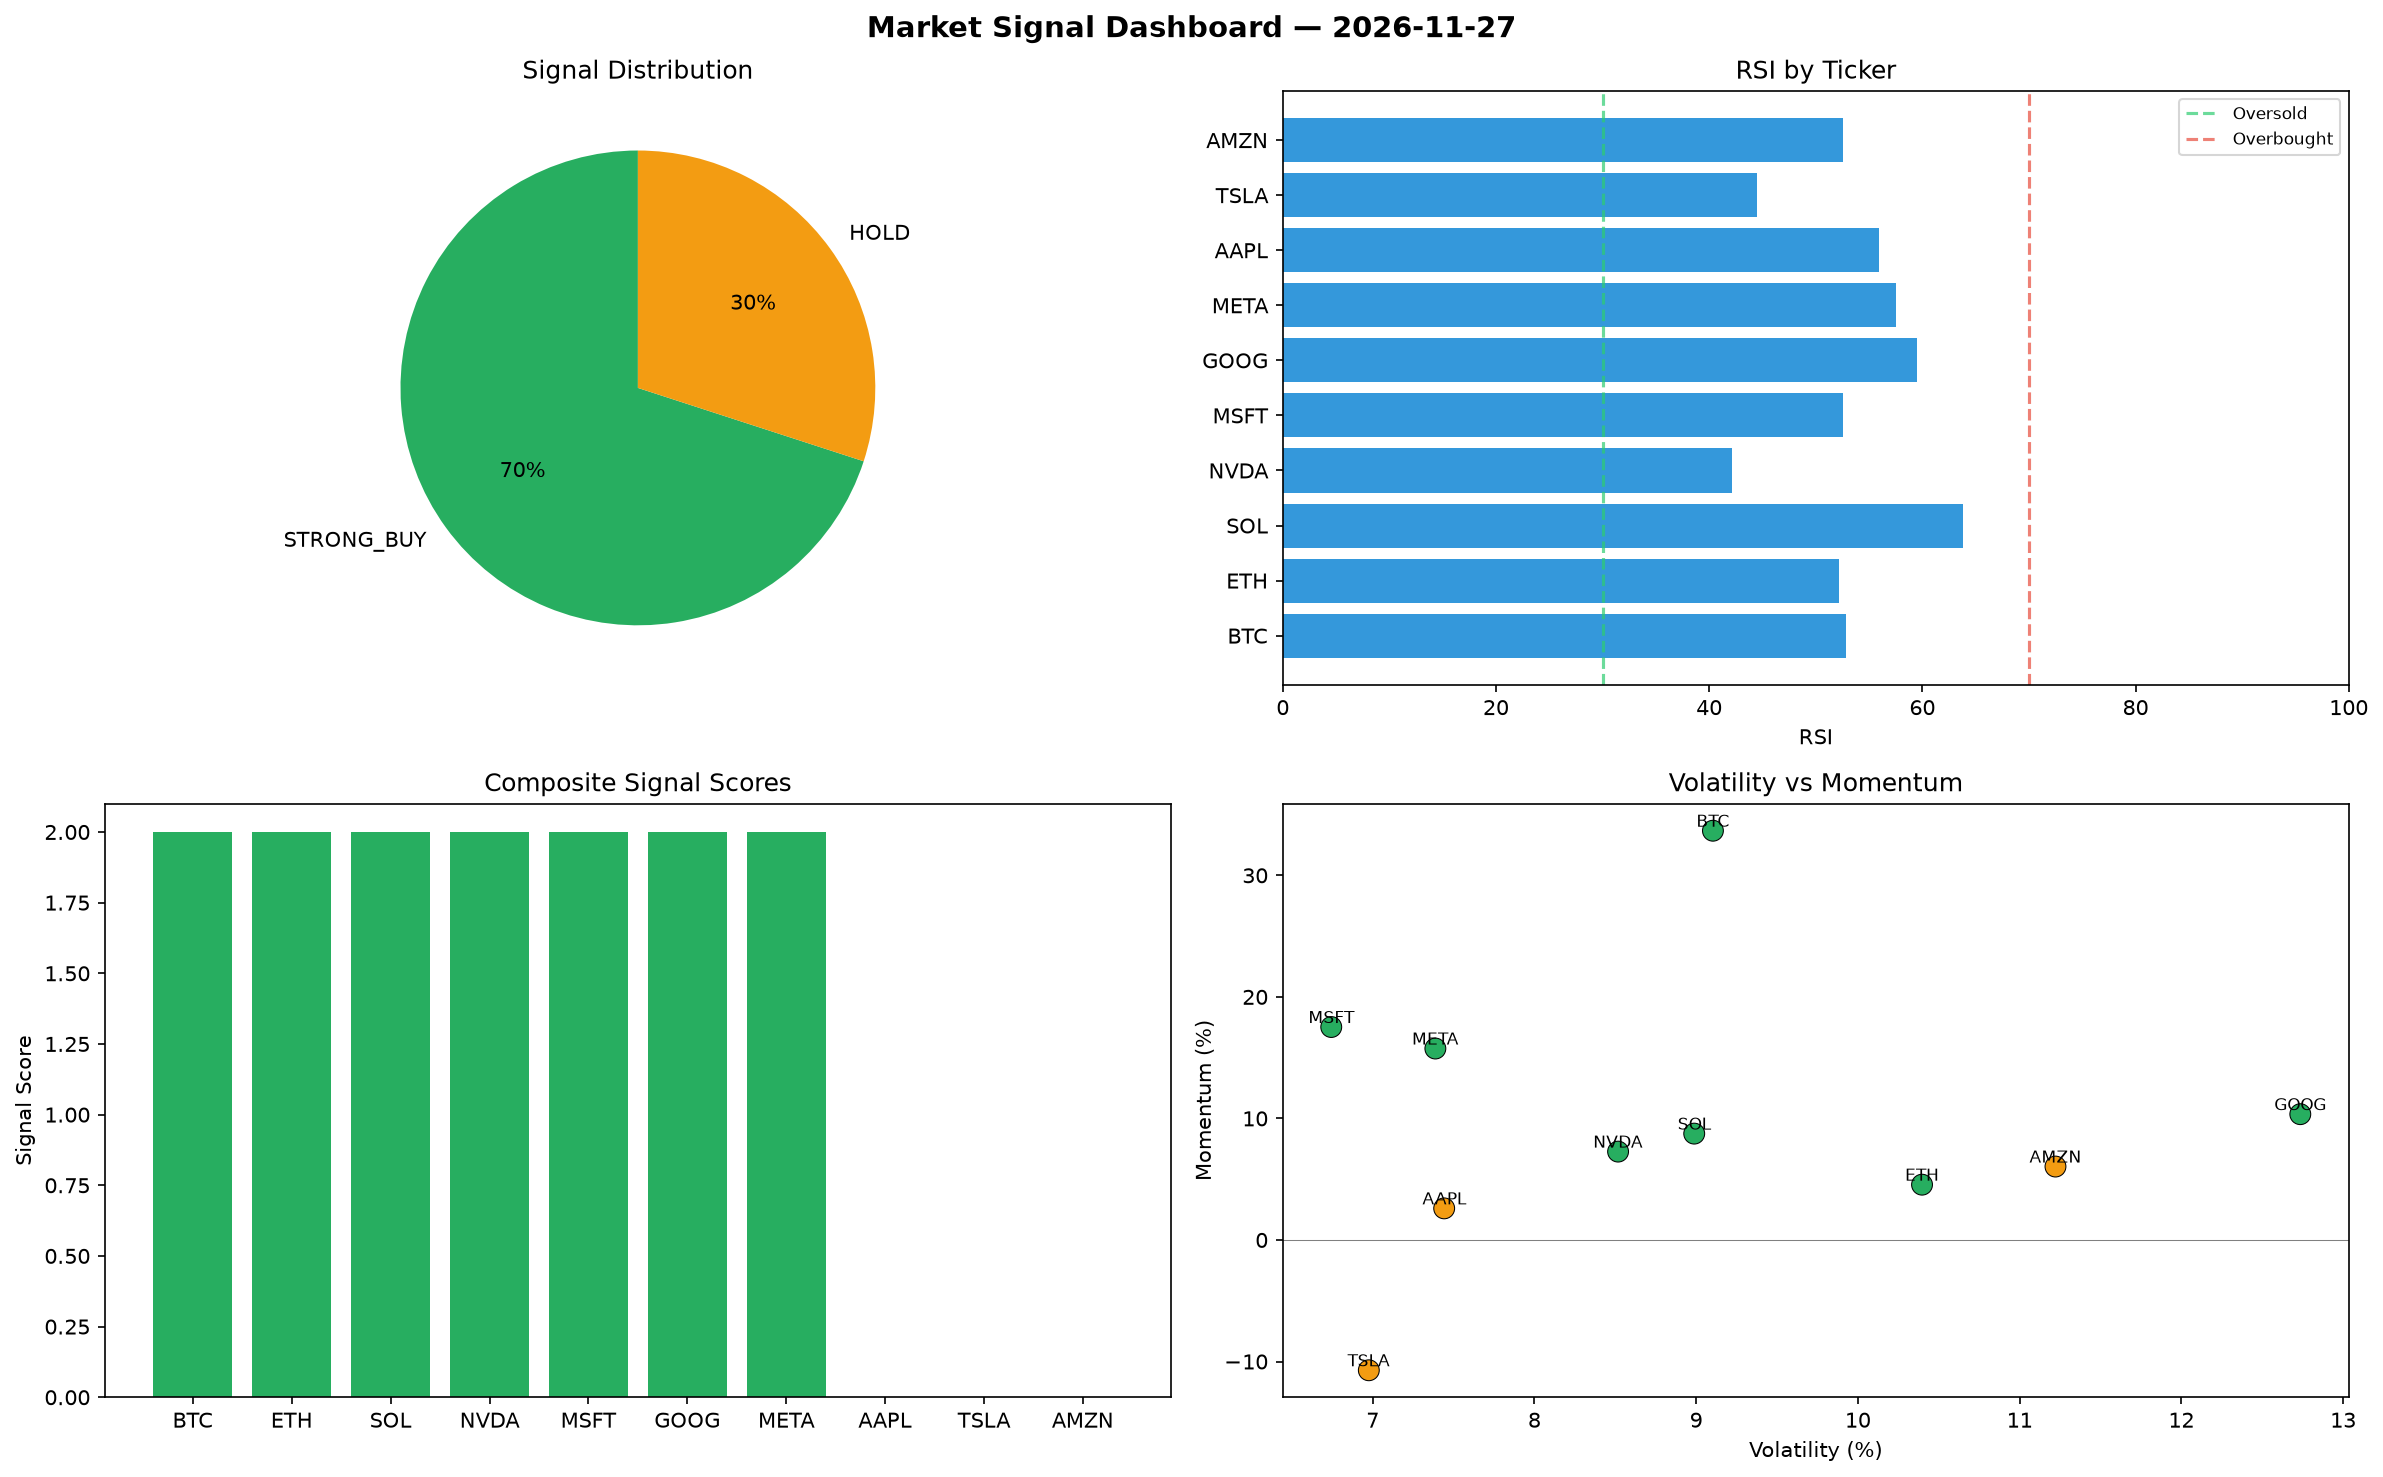 Market Signal Dashboard — 2026-11-27
Signal Distribution
HOLD
30%
70%
STRONG_BUY
RSI by Ticker
Oversold
Overbought
AMZN
TSLA
AAPL
META
GOOG
MSFT
NVDA
SOL
ETH
BTC
0 20 40 60 80 100
RSI
Composite Signal Scores
Signal Score
2.00
1.75
1.50
1.25
1.00
0.75
0.50
0.25
0.00
BTC ETH SOL NVDA MSFT GOOG META AAPL TSLA AMZN
Volatility vs Momentum
Momentum (%)
30
20
10
0
−10
BTC
MSFT
META
GOOG
SOL
NVDA
AMZN
ETH
AAPL
TSLA
7 8 9 10 11 12 13
Volatility (%)